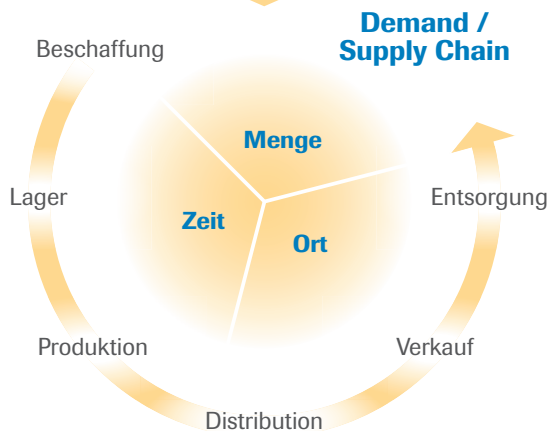 Demand /
Supply Chain
Beschaffung
Menge
Lager
Zeit
Ort
Entsorgung
Produktion
Verkauf
Distribution